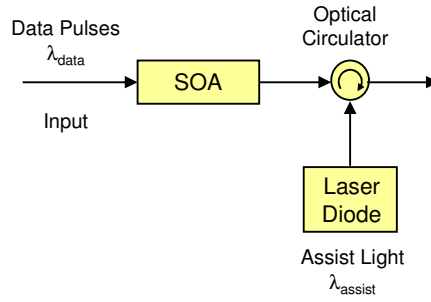 Data Pulses
λdata
Input
SOA
Optical
Circulator
Laser
Diode
Assist Light
λassist